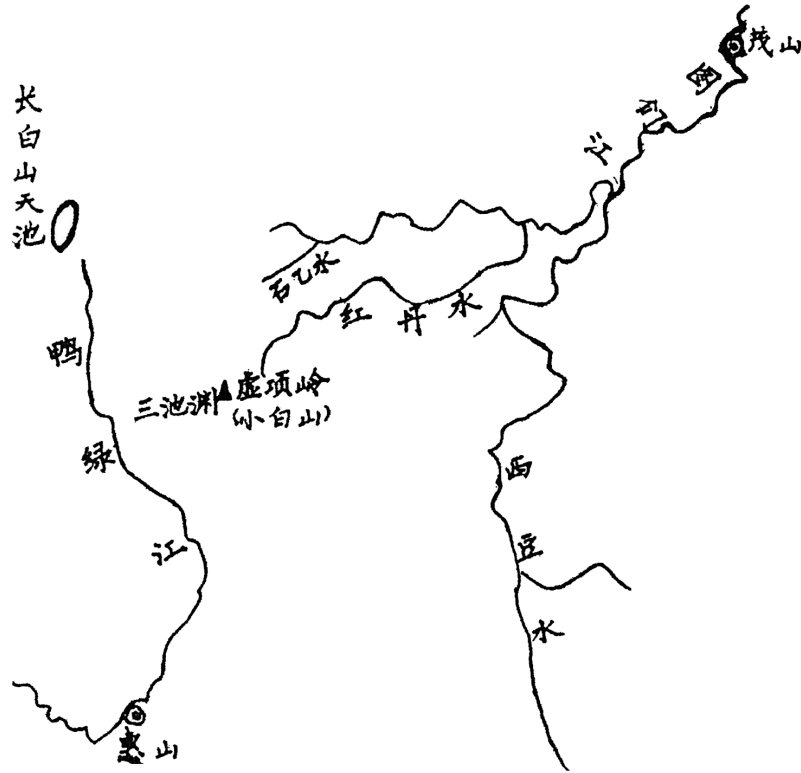 茂山
图们江
长白山天池
石乙水
红丹水
鸭绿江
三池渊
虚项岭
(小白山)
西豆水
惠山